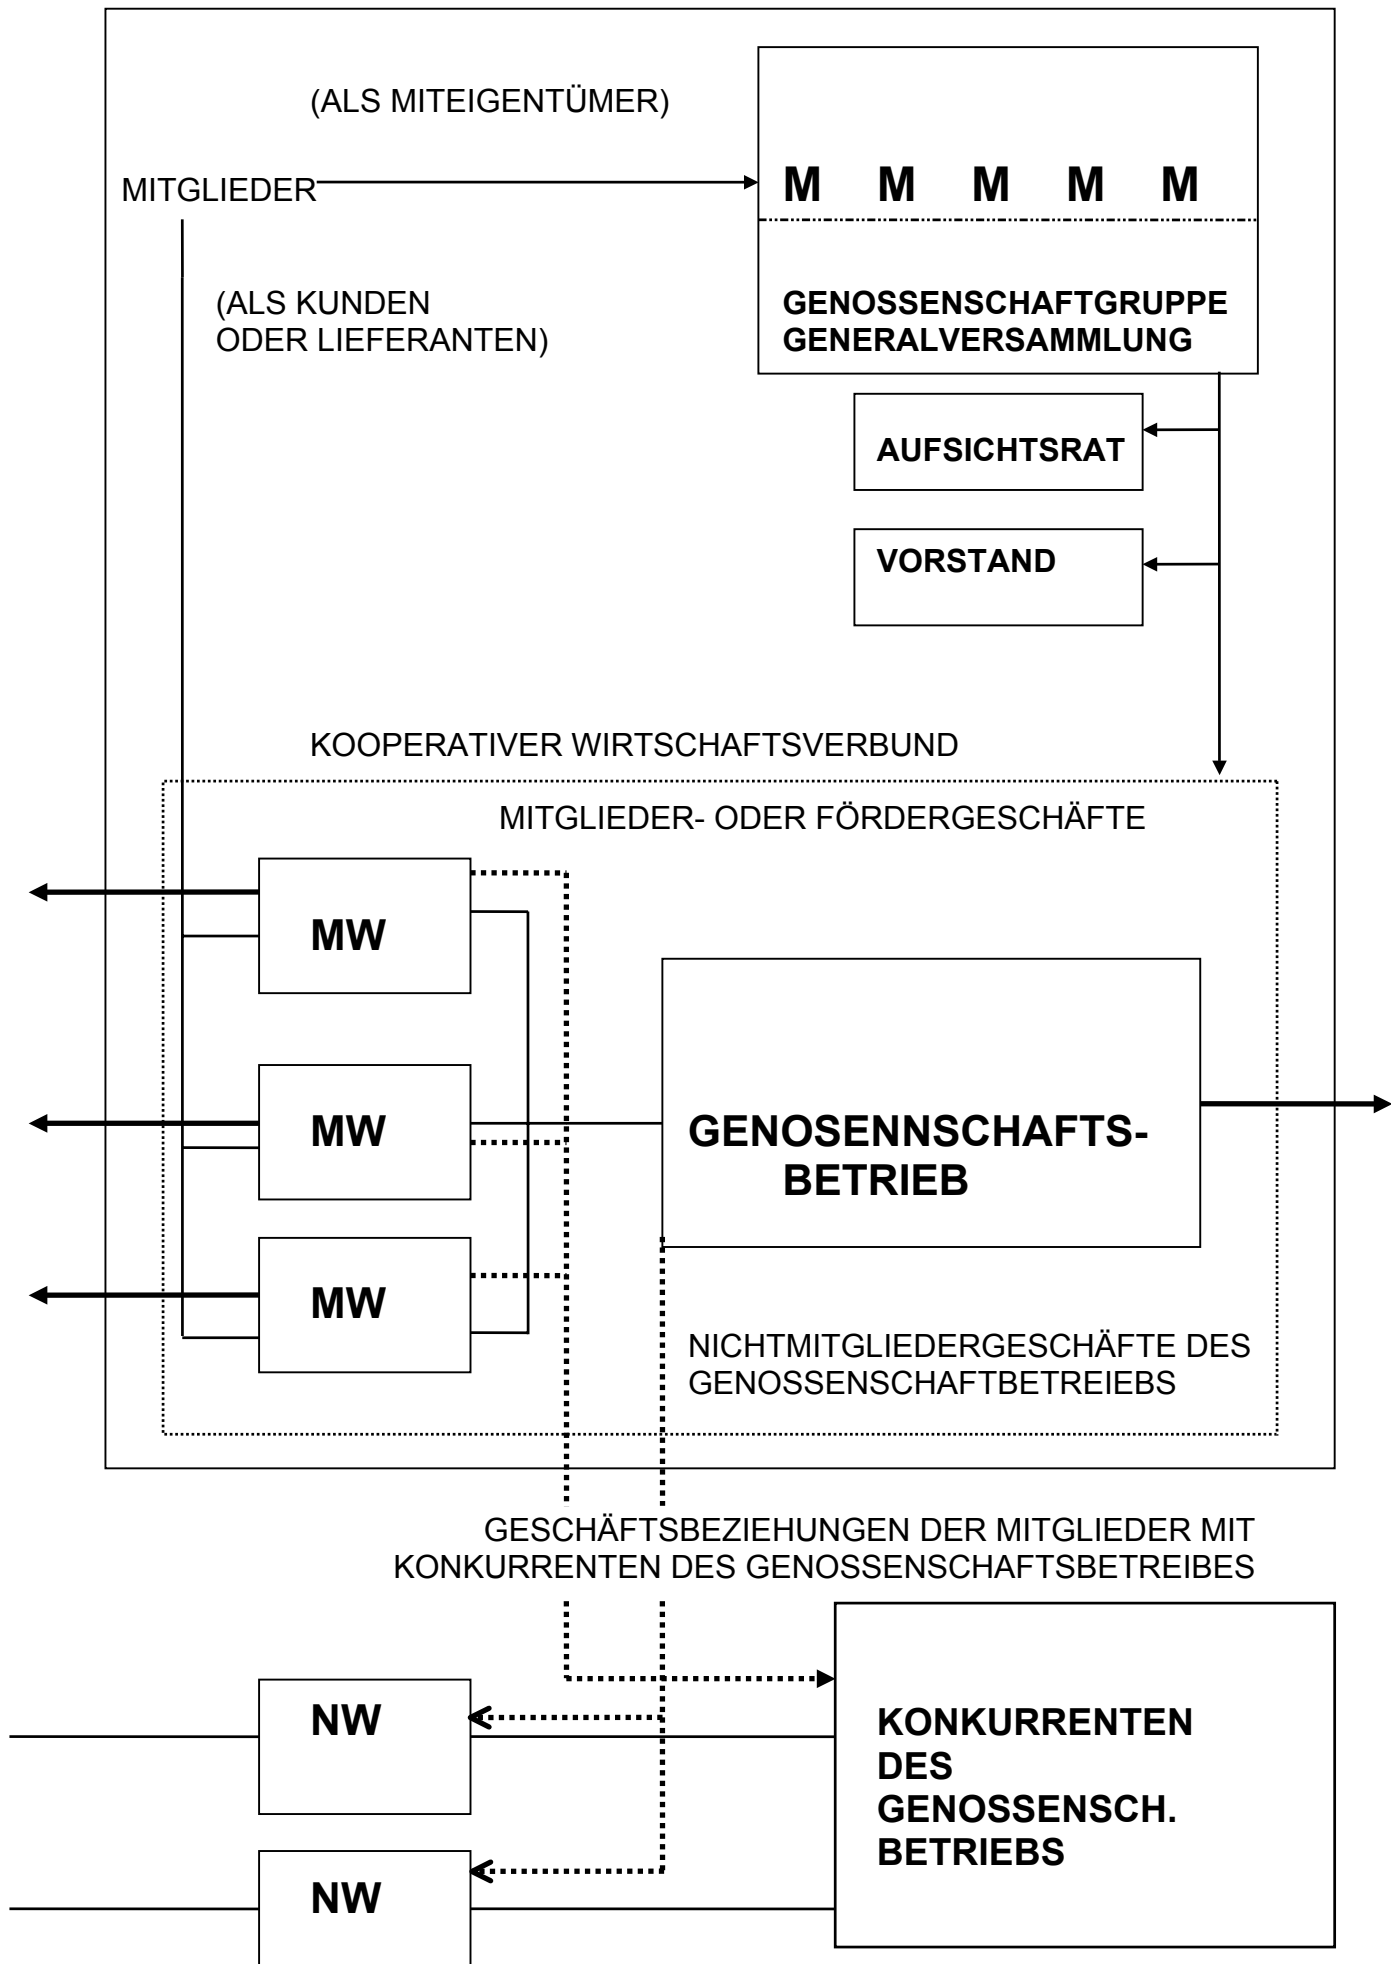 (ALS MITEIGENTÜMER)
MITGLIEDER
M M M M M
(ALS KUNDEN
ODER LIEFERANTEN)
GENOSSENSCHAFTGRUPPE
GENERALVERSAMMLUNG
AUFSICHTSRAT
VORSTAND
KOOPERATIVER WIRTSCHAFTSVERBUND
MITGLIEDER- ODER FÖRDERGESCHÄFTE
MW
MW
MW
GENOSENNSCHAFTS-
BETRIEB
NICHTMITGLIEDERGESCHÄFTE DES
GENOSSENSCHAFTBETREIEBS
GESCHÄFTSBEZIEHUNGEN DER MITGLIEDER MIT
KONKURRENTEN DES GENOSSENSCHAFTSBETREIBES
NW
NW
KONKURRENTEN
DES
GENOSSENSCH.
BETRIEBS